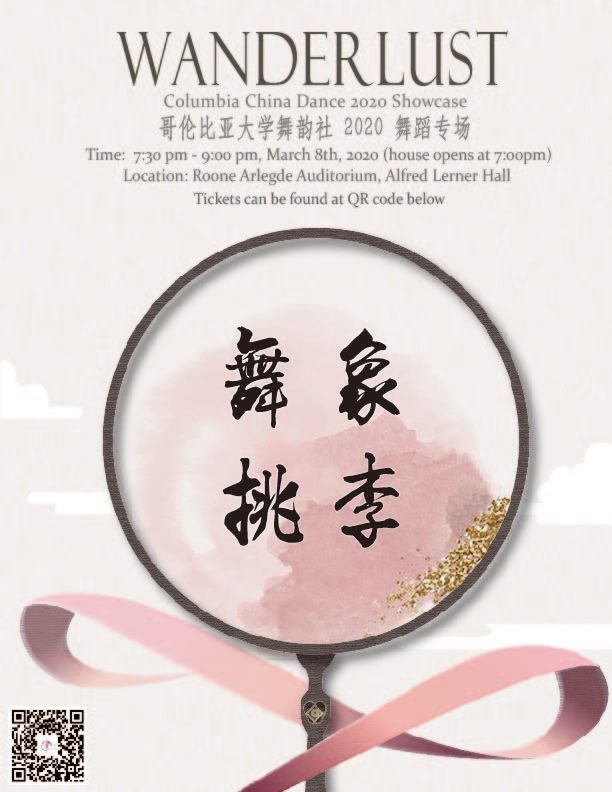 WANDERLUST
Columbia China Dance 2020 Showcase
哥伦比亚大学舞韵社 2020 舞蹈专场
Time: 7:30 pm - 9:00 pm, March 8th, 2020 (house opens at 7:00pm)
Location: Roone Arlegde Auditorium, Alfred Lerner Hall
Tickets can be found at QR code below
舞象
挑李